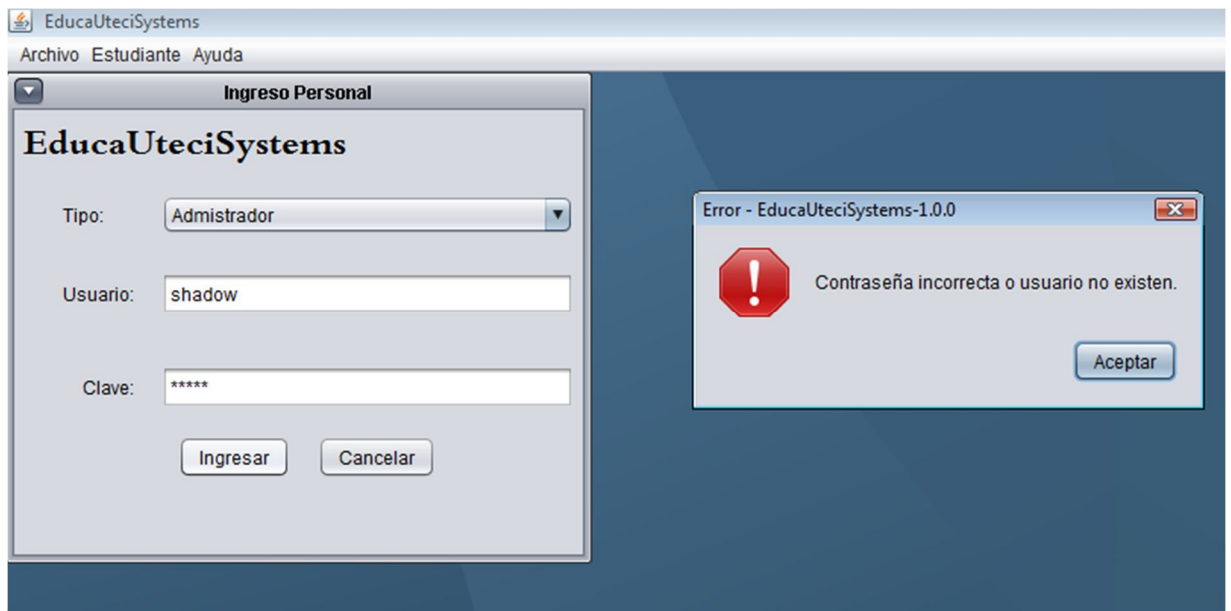 EducaUteciSystems
Archivo Estudiante Ayuda
Ingreso Personal
EducaUteciSystems
Tipo: Admistrador
Usuario: shadow
Clave: *****
Ingresar Cancelar
Error - EducaUteciSystems-1.0.0
Contraseña incorrecta o usuario no existen.
Aceptar